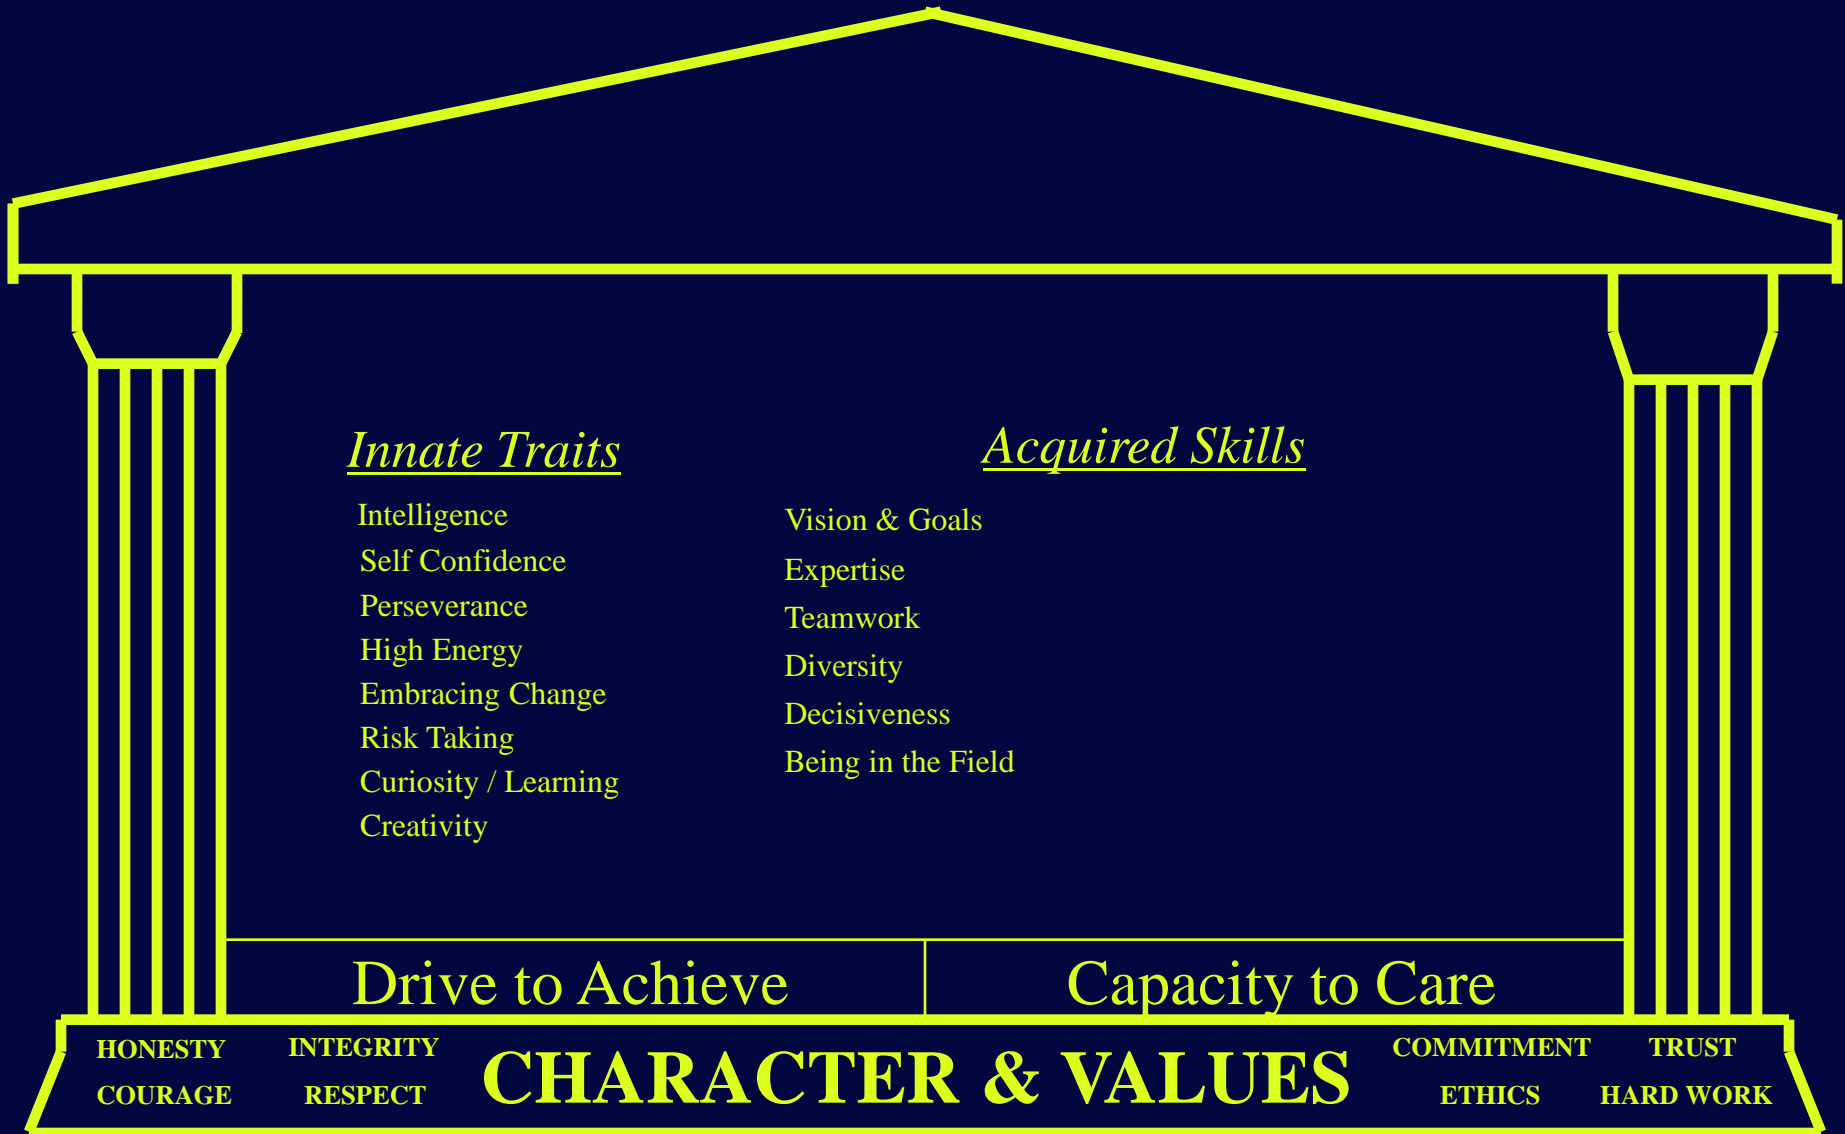 Innate Traits
Intelligence
Self Confidence
Perseverance
High Energy
Embracing Change
Risk Taking
Curiosity / Learning
Creativity
Acquired Skills
Vision & Goals
Expertise
Teamwork
Diversity
Decisiveness
Being in the Field
Drive to Achieve
Capacity to Care
HONESTY
INTEGRITY
COURAGE
RESPECT
CHARACTER & VALUES
COMMITMENT
TRUST
ETHICS
HARD WORK